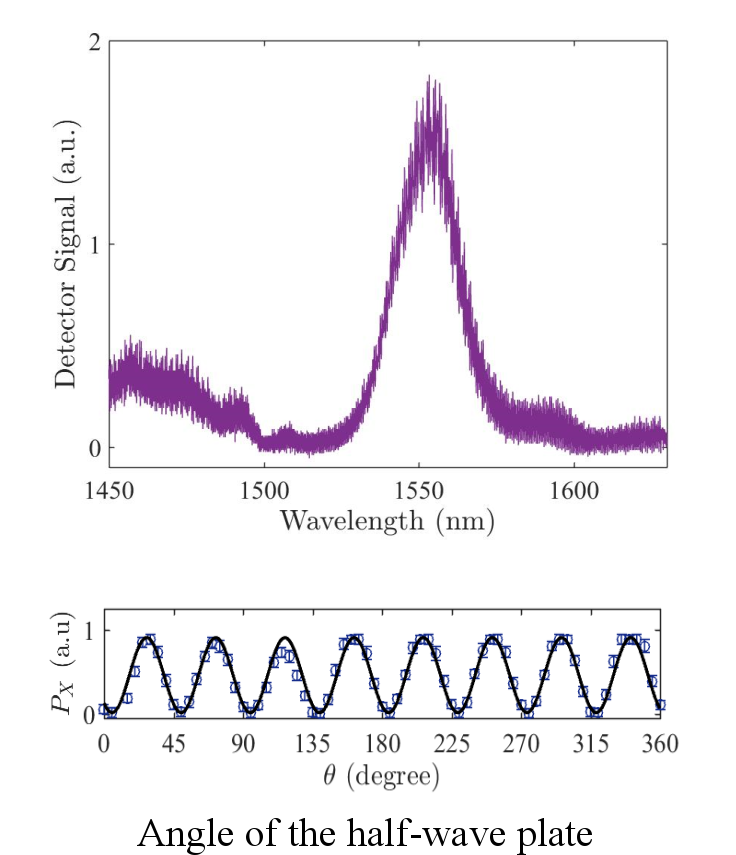 2
1
0
Detector Signal (a.u.)
1450 1500 1550 1600
Wavelength (nm)
1
0
P_X (a.u)
0 45 90 135 180 225 270 315 360
θ (degree)
Angle of the half-wave plate